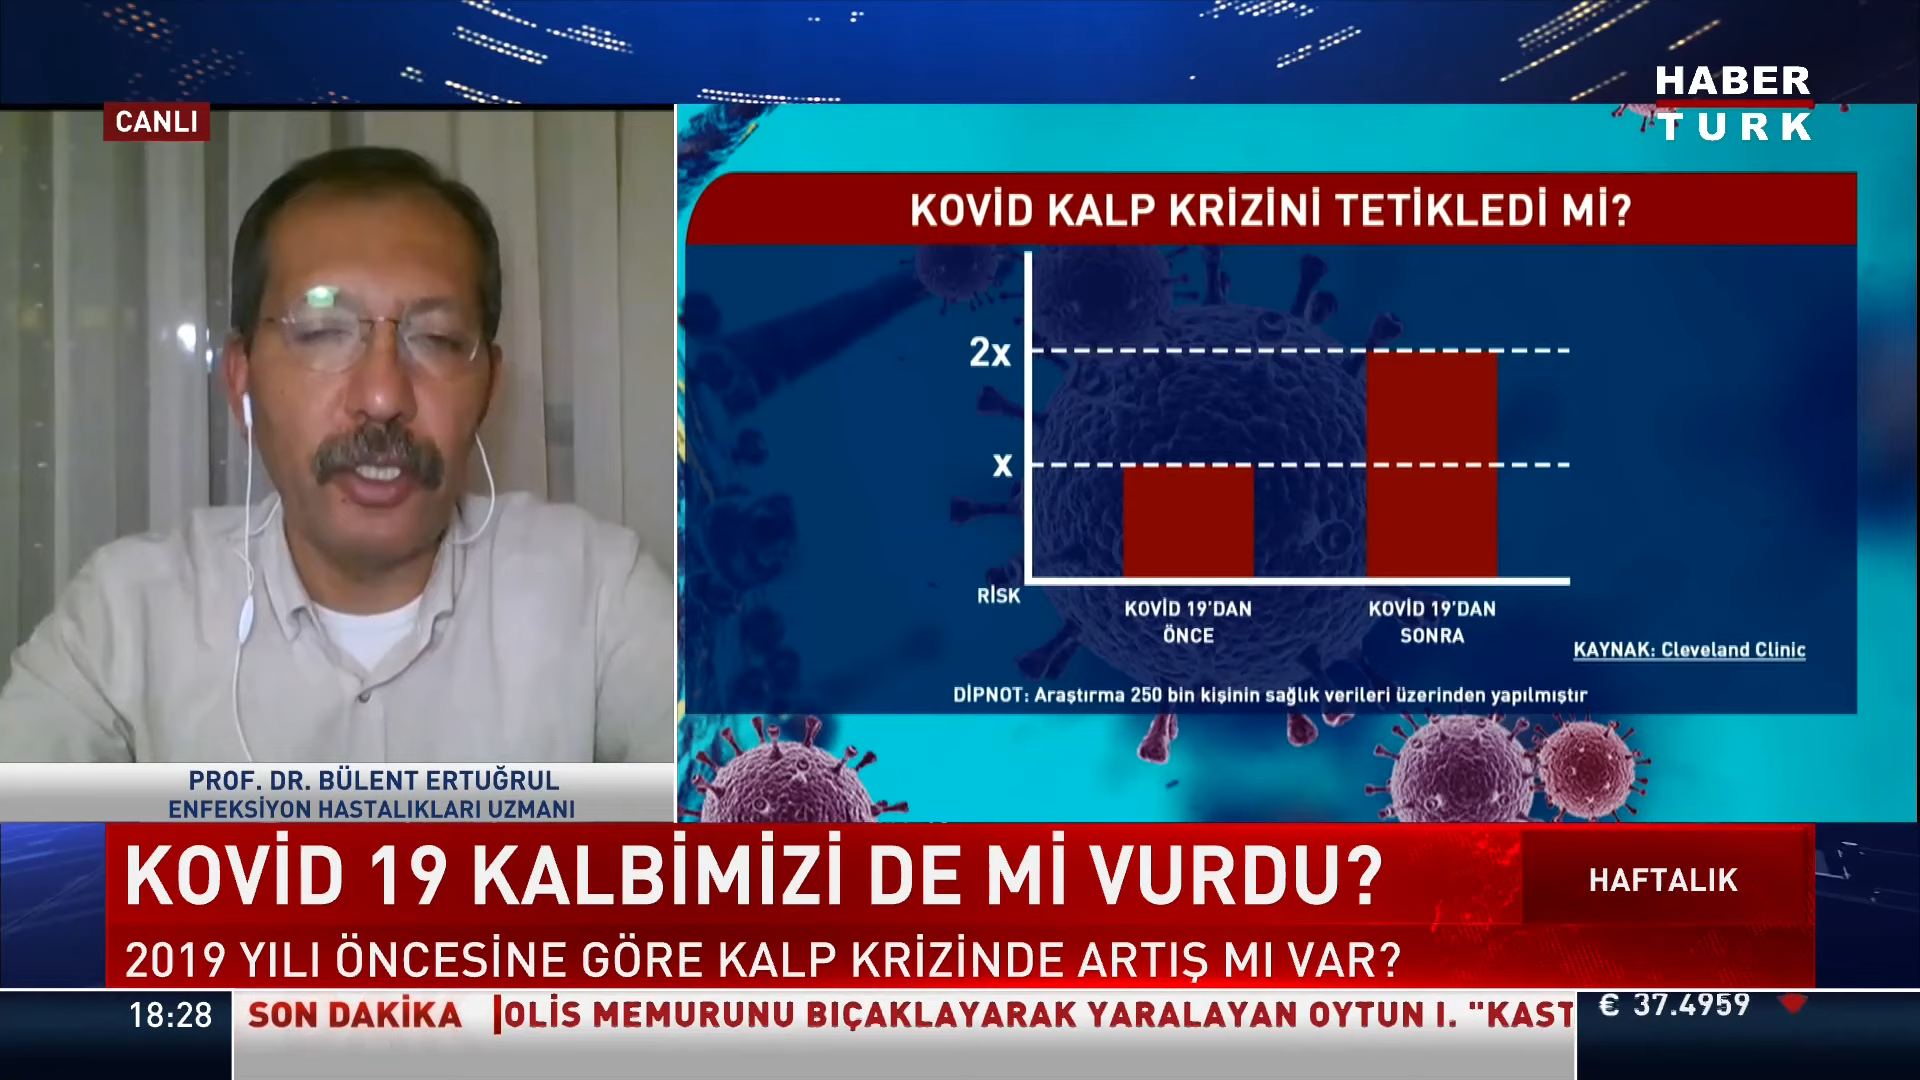 HABER
TURK
CANLI
KOVİD KALP KRİZİNİ TETİKLEDİ Mİ?
2x
x
RİSK
KOVİD 19'DAN
ÖNCE
KOVİD 19'DAN
SONRA
KAYNAK: Cleveland Clinic
DİPNOT: Araştırma 250 bin kişinin sağlık verileri üzerinden yapılmıştır
PROF. DR. BÜLENT ERTUĞRUL
ENFEKSİYON HASTALIKLARI UZMANI
KOVİD 19 KALBİMİZİ DE Mİ VURDU?
HAFTALIK
2019 YILI ÖNCESİNE GÖRE KALP KRİZİNDE ARTIŞ MI VAR?
18:28
SON DAKİKA
OLİS MEMURUNU BIÇAKLAYARAK YARALAYAN OYTUN I. "KAST
€ 37.4959